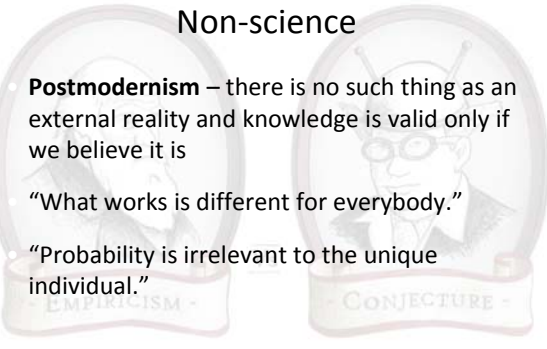 Non-science
Postmodernism – there is no such thing as an
external reality and knowledge is valid only if
we believe it is
“What works is different for everybody.”
“Probability is irrelevant to the unique
individual.”
- EMPIRICISM -
- CONJECTURE -